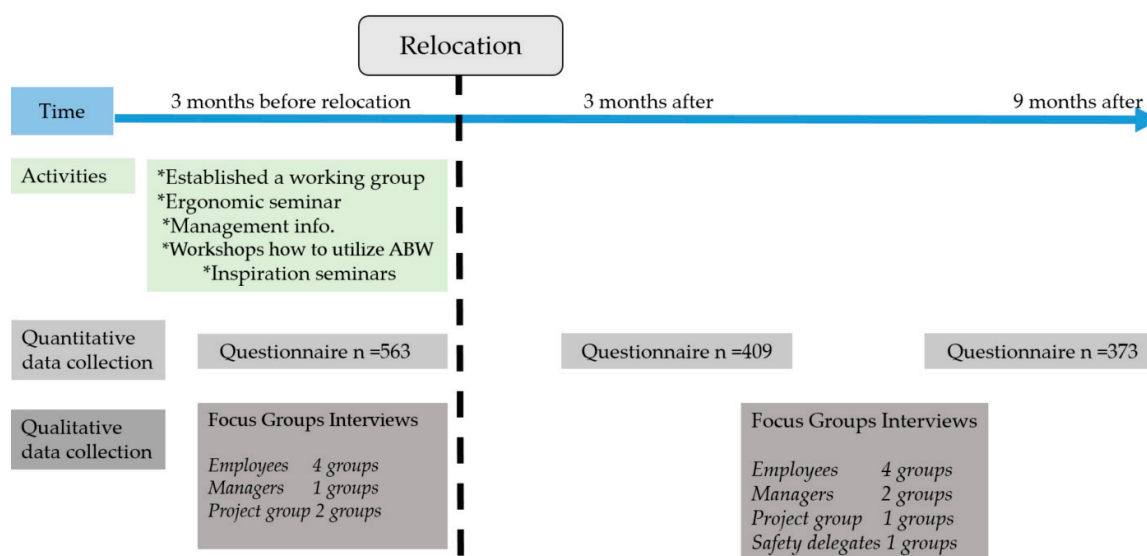 Relocation
Time
3 months before relocation
3 months after
9 months after
Activities
*Established a working group
*Ergonomic seminar
*Management info.
*Workshops how to utilize ABW
*Inspiration seminars
Quantitative
data collection
Questionnaire n =563
Questionnaire n =409
Questionnaire n =373
Qualitative
data collection
Focus Groups Interviews
Employees 4 groups
Managers 1 groups
Project group 2 groups
Focus Groups Interviews
Employees 4 groups
Managers 2 groups
Project group 1 groups
Safety delegates 1 groups